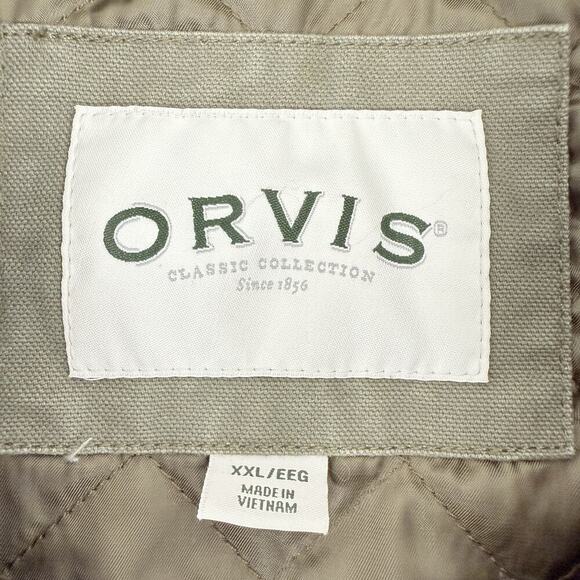 ORVIS®
CLASSIC COLLECTION
Since 1856
XXL/EEG
MADE IN
VIETNAM